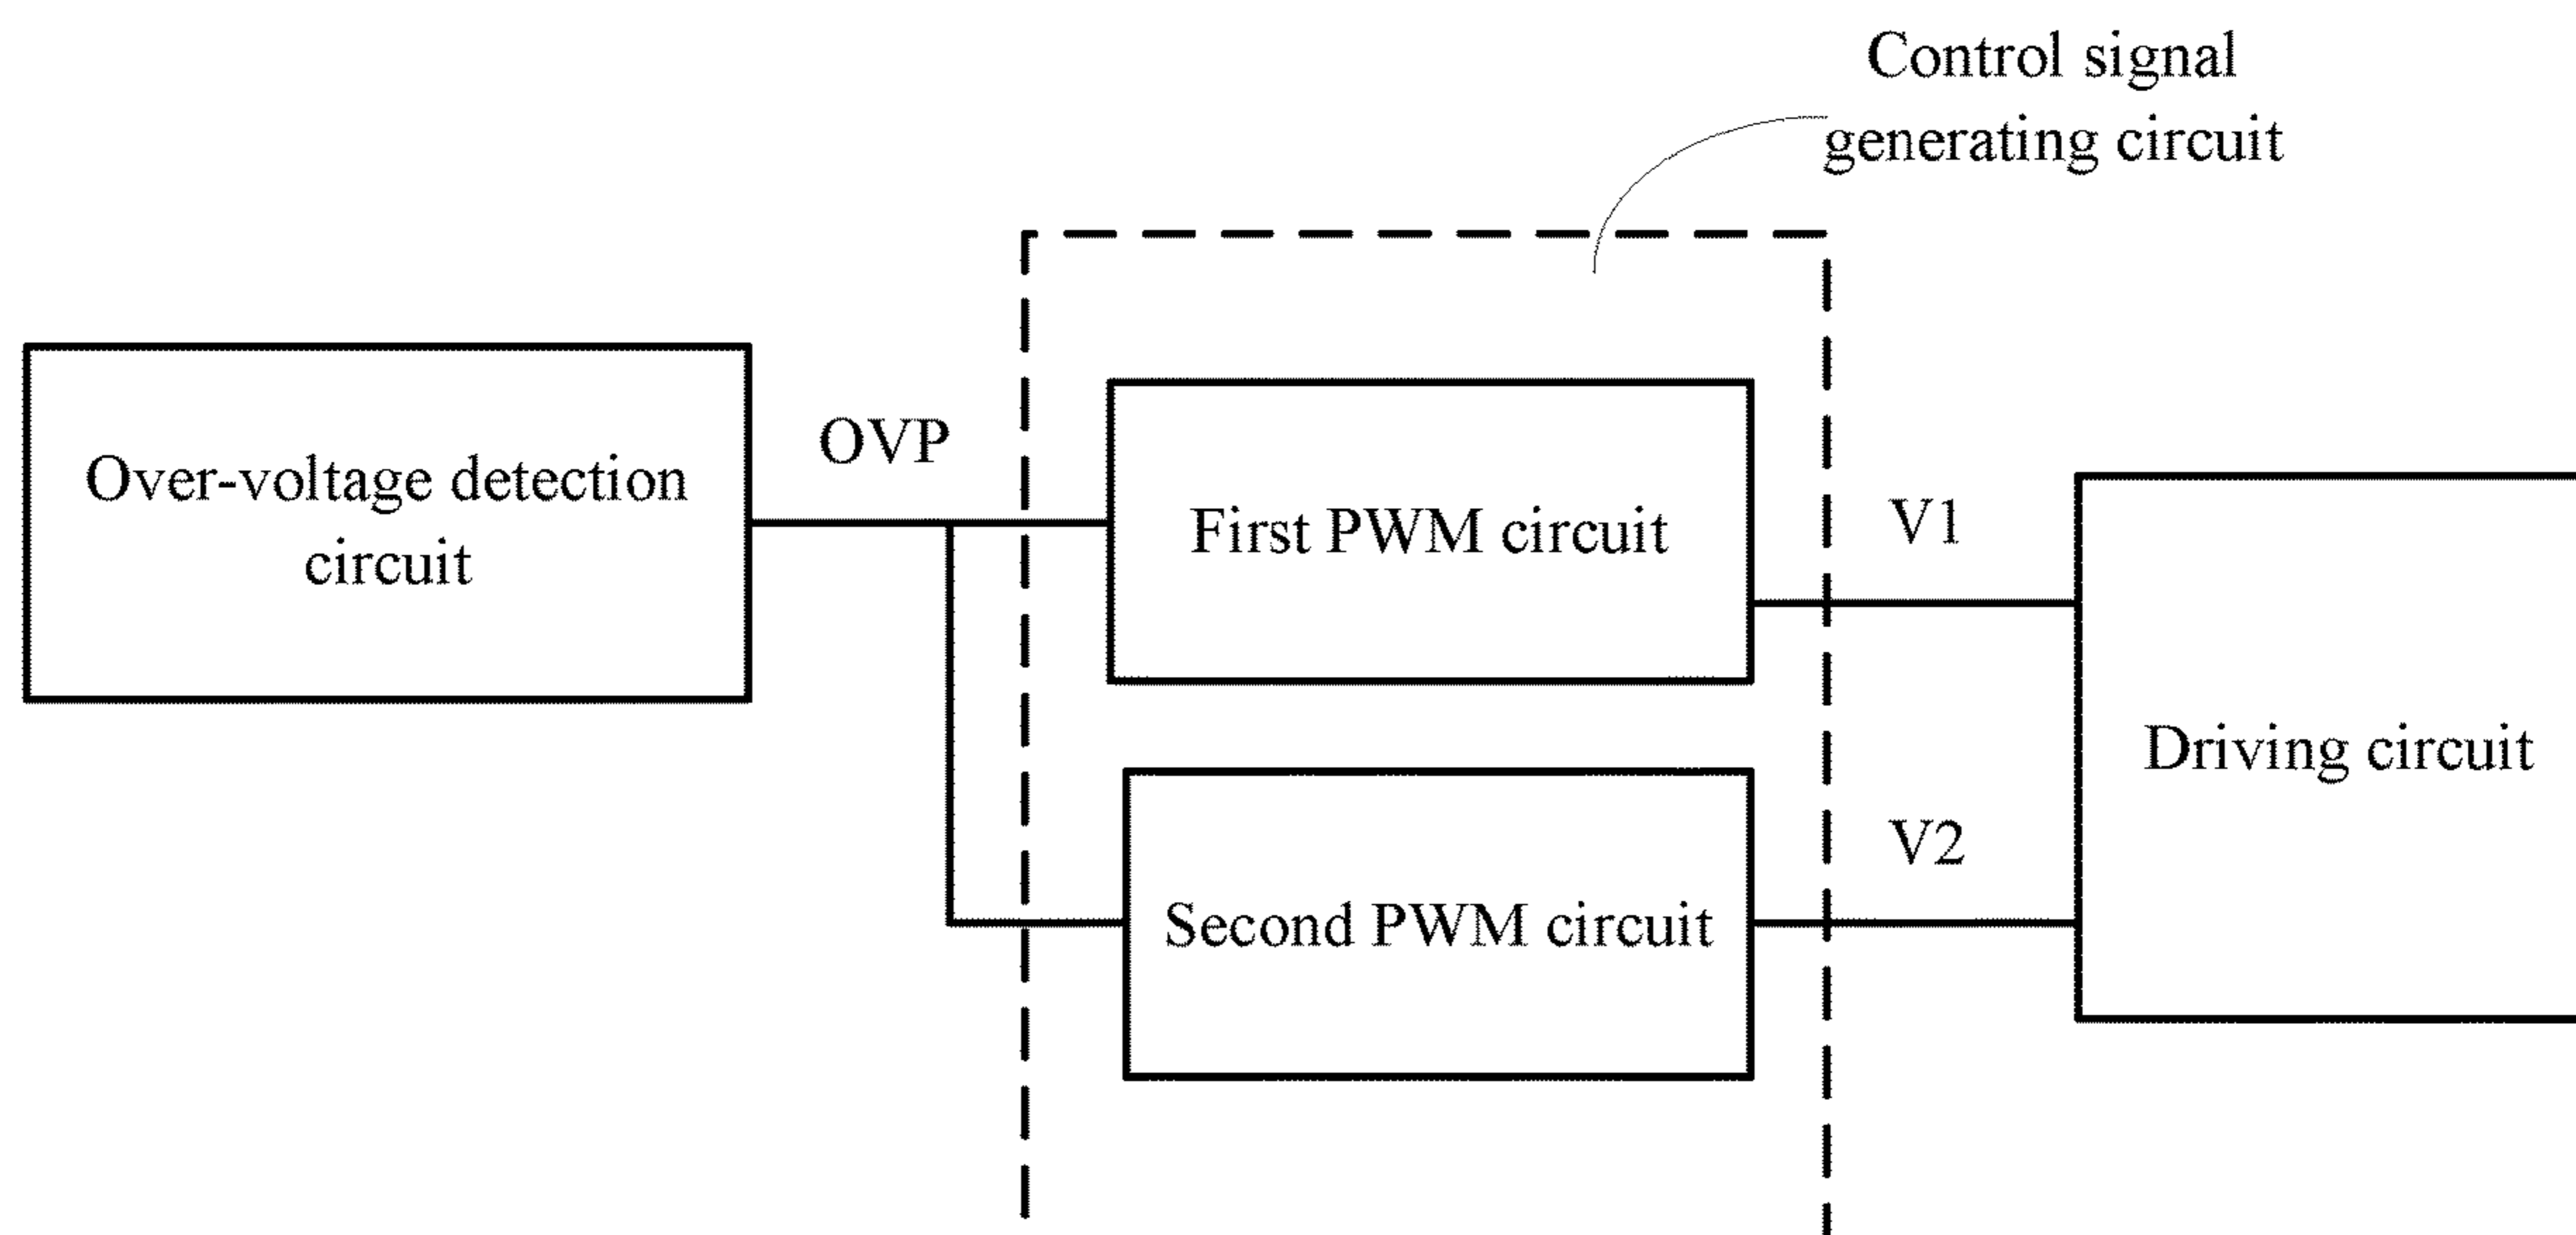 Control signal
generating circuit
Over-voltage detection
circuit
OVP
First PWM circuit
V1
Driving circuit
V2
Second PWM circuit